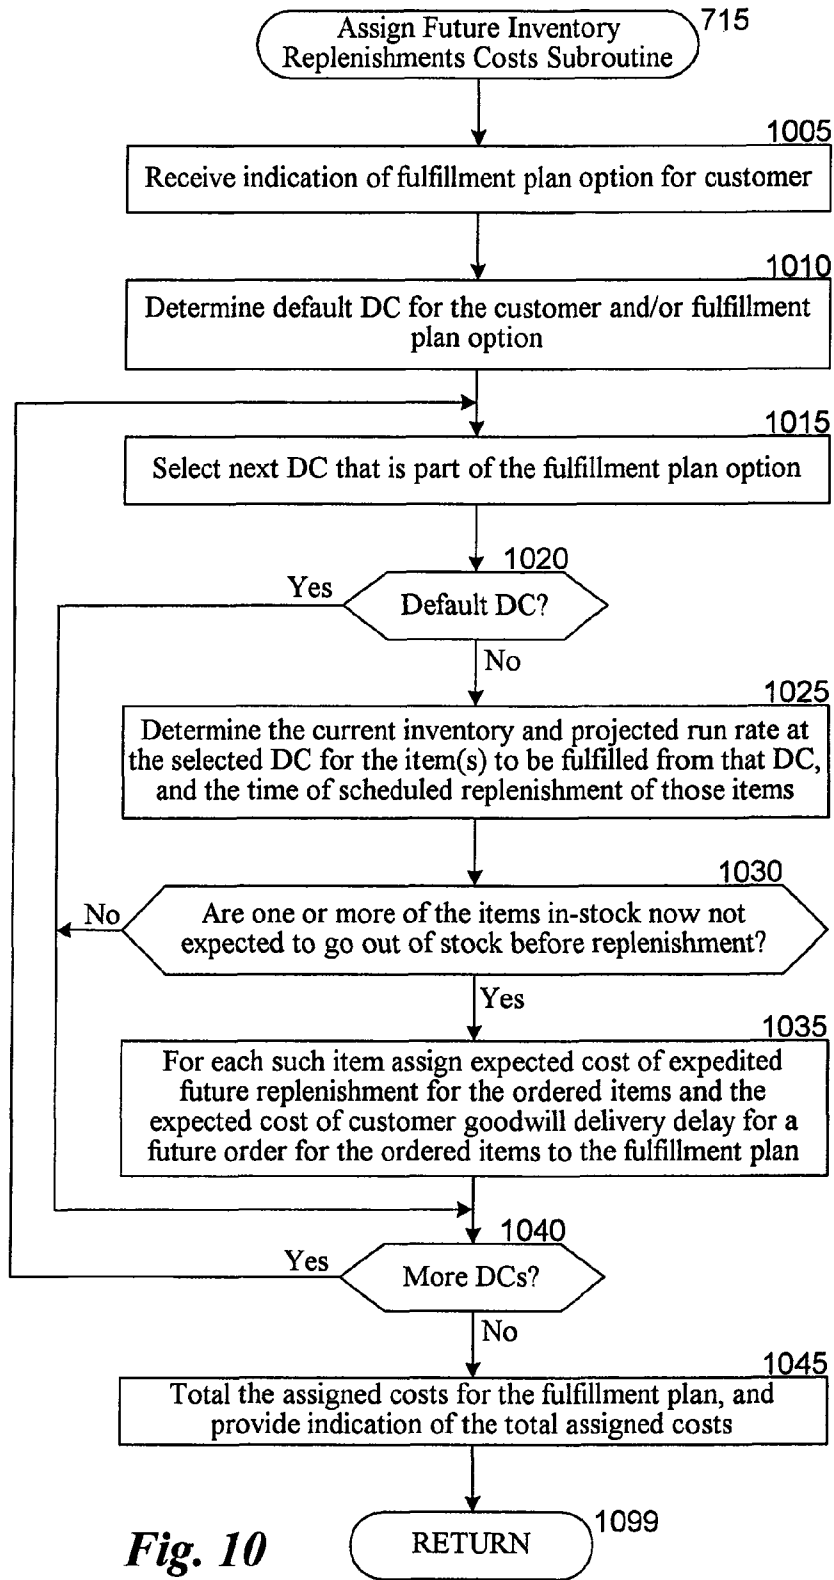 Assign Future Inventory
Replenishments Costs Subroutine
715
1005
Receive indication of fulfillment plan option for customer
1010
Determine default DC for the customer and/or fulfillment
plan option
1015
Select next DC that is part of the fulfillment plan option
1020
Yes
Default DC?
No
1025
Determine the current inventory and projected run rate at
the selected DC for the item(s) to be fulfilled from that DC,
and the time of scheduled replenishment of those items
1030
No
Are one or more of the items in-stock now not
expected to go out of stock before replenishment?
Yes
1035
For each such item assign expected cost of expedited
future replenishment for the ordered items and the
expected cost of customer goodwill delivery delay for a
future order for the ordered items to the fulfillment plan
1040
Yes
More DCs?
No
1045
Total the assigned costs for the fulfillment plan, and
provide indication of the total assigned costs
1099
RETURN
Fig. 10